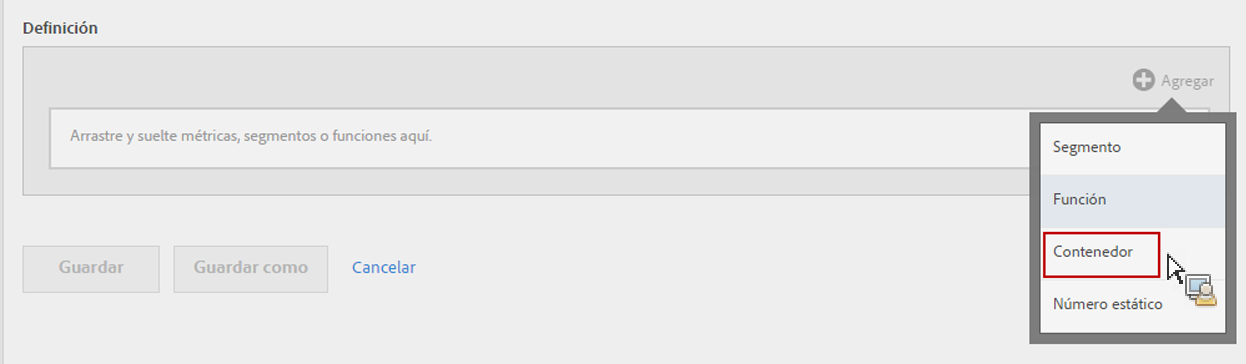 Definición
Agregar
Arrastre y suelte métricas, segmentos o funciones aquí.
Segmento
Función
Contenedor
Número estático
Guardar
Guardar como
Cancelar